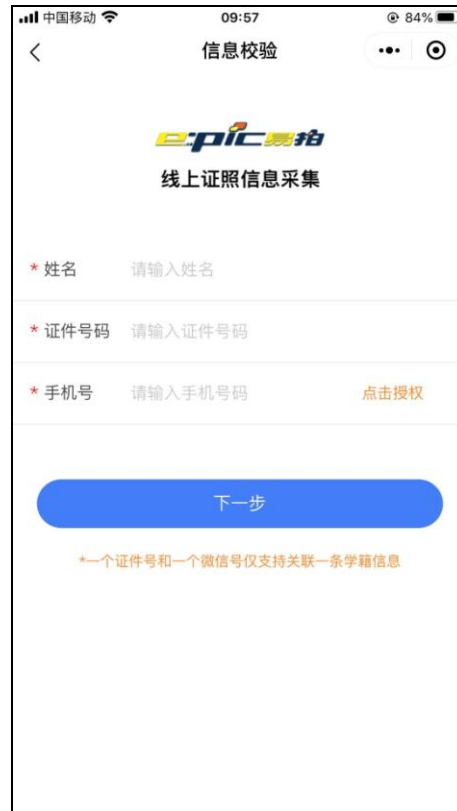 中国移动 09:57 84%
信息校验
e:pic易拍
线上证照信息采集
* 姓名 请输入姓名
* 证件号码 请输入证件号码
* 手机号 请输入手机号码 点击授权
下一步
*一个证件号和一个微信号仅支持关联一条学籍信息